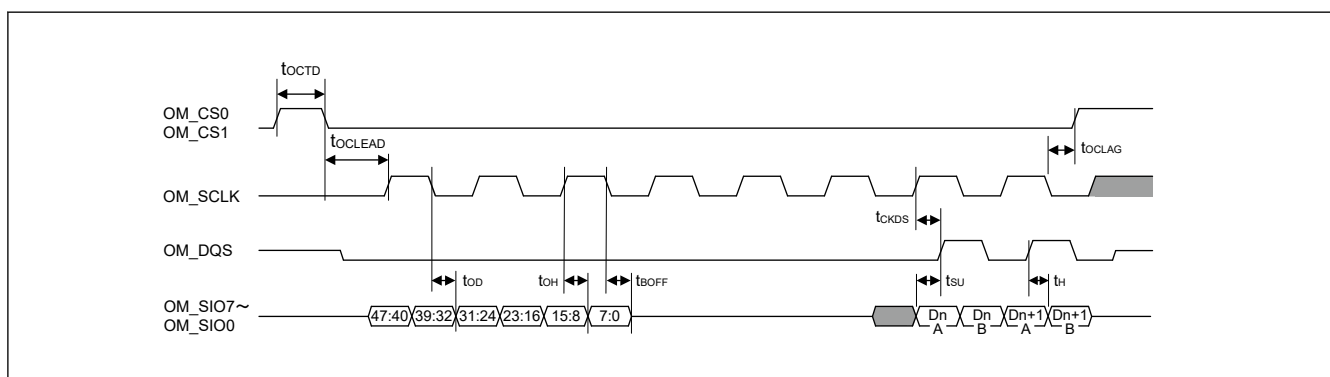 tOCTD
OM_CS0
OM_CS1
tOCLEAD
tOCLAG
OM_SCLK
tCKDS
OM_DQS
tOD
tOH
tBOFF
tSU
tH
OM_SIO7~
OM_SIO0
47:40 39:32 31:24 23:16 15:8 7:0
Dn A
Dn B
Dn+1 A
Dn+1 B